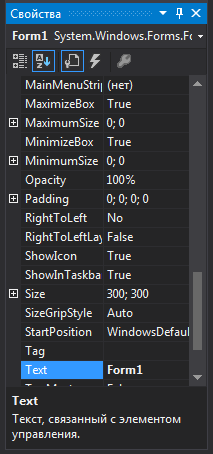 Свойства
Form1 System.Windows.Forms.Fo
MainMenuStrip (нет)
MaximizeBox True
MaximumSize 0; 0
MinimizeBox True
MinimumSize 0; 0
Opacity 100%
Padding 0; 0; 0; 0
RightToLeft No
RightToLeftLay False
ShowIcon True
ShowInTaskba True
Size 300; 300
SizeGripStyle Auto
StartPosition WindowsDefaul
Tag
Text Form1
Text
Текст, связанный с элементом
управления.